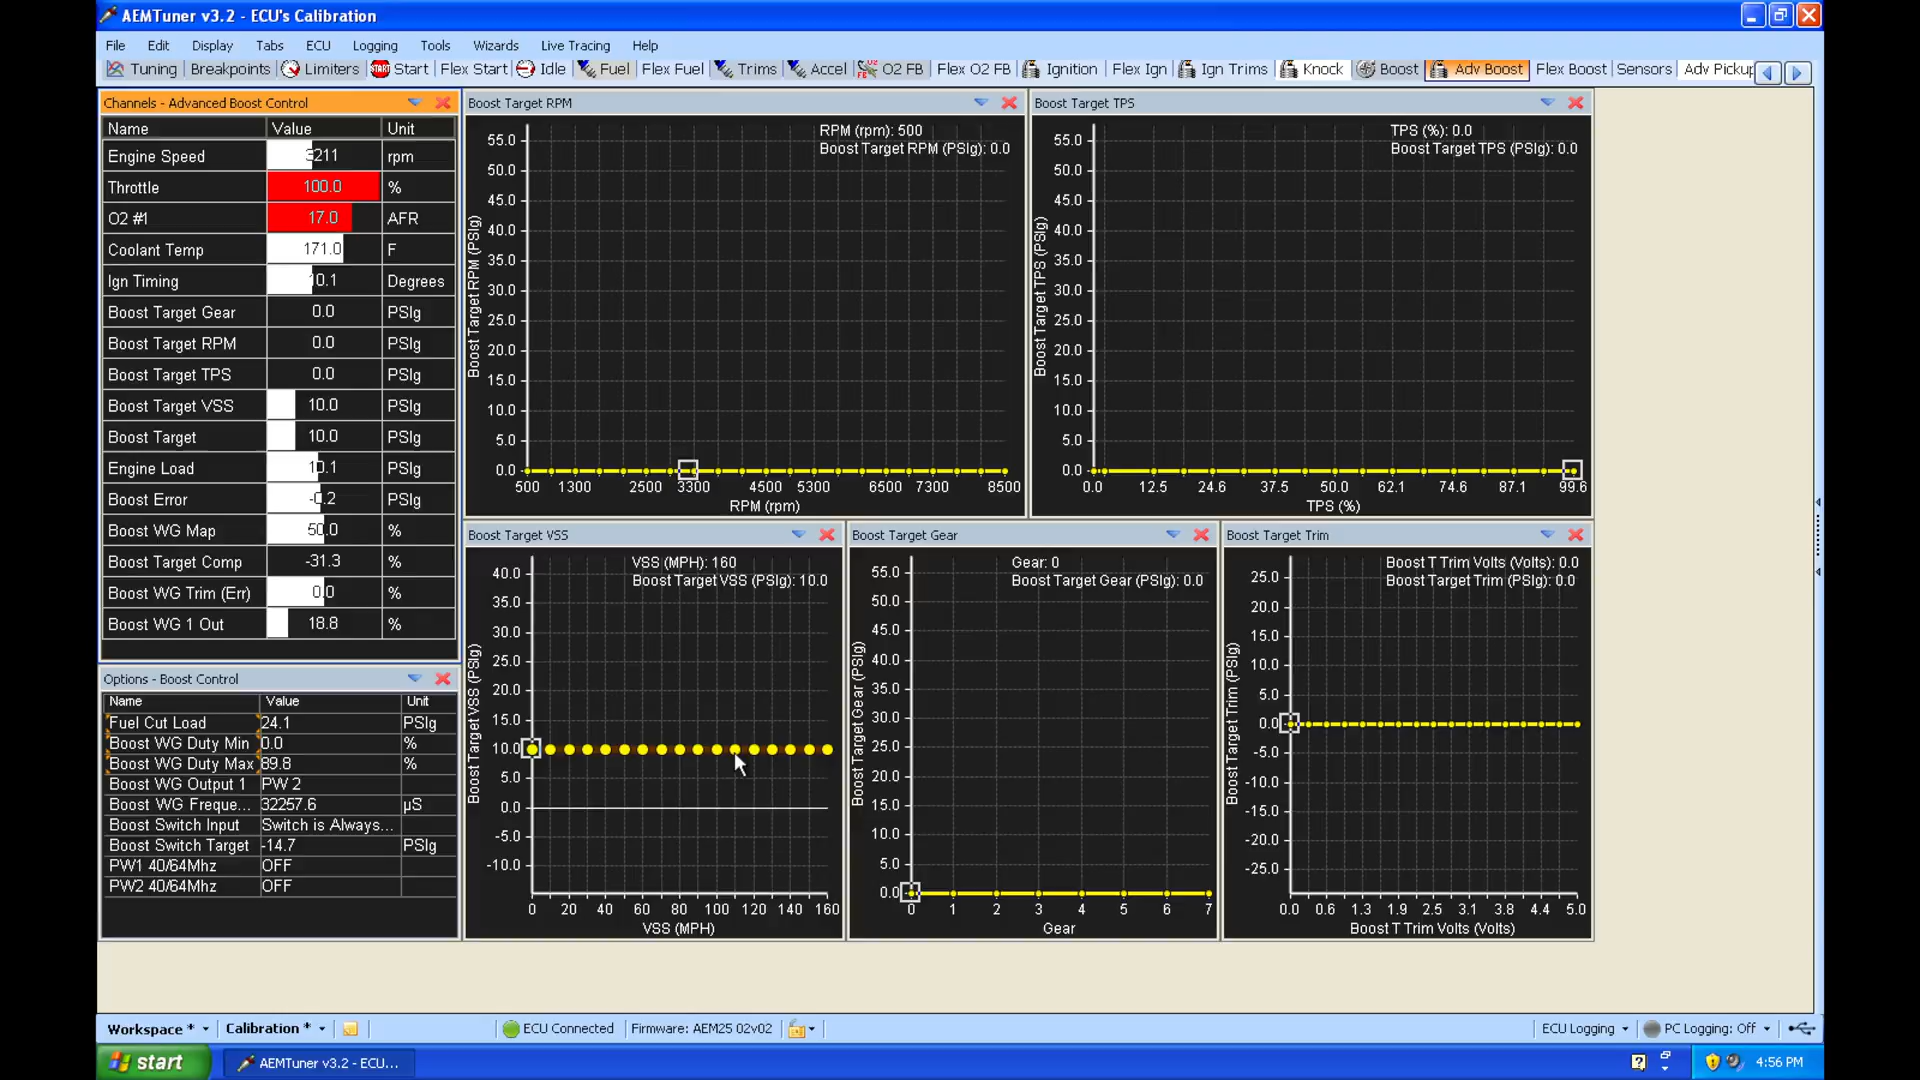 AEMTuner v3.2 - ECU's Calibration
File Edit Display Tabs ECU Logging Tools Wizards Live Tracing Help
Tuning Breakpoints Limiters START Start Flex Start Idle Fuel Flex Fuel Trims Accel O2 FB Flex O2 FB Ignition Flex Ign Ign Trims Knock Boost Adv Boost Flex Boost Sensors Adv Pickup
Channels - Advanced Boost Control
Name Value Unit
Engine Speed 3211 rpm
Throttle 100.0 %
O2 #1 17.0 AFR
Coolant Temp 171.0 F
Ign Timing 10.1 Degrees
Boost Target Gear 0.0 PSIg
Boost Target RPM 0.0 PSIg
Boost Target TPS 0.0 PSIg
Boost Target VSS 10.0 PSIg
Boost Target 10.0 PSIg
Engine Load 10.1 PSIg
Boost Error -0.2 PSIg
Boost WG Map 50.0 %
Boost Target Comp -31.3 %
Boost WG Trim (Err) 0.0 %
Boost WG 1 Out 18.8 %
Options - Boost Control
Name Value Unit
Fuel Cut Load 24.1 PSIg
Boost WG Duty Min 0.0 %
Boost WG Duty Max 89.8 %
Boost WG Output 1 PW 2
Boost WG Freque... 32257.6 µS
Boost Switch Input Switch is Always...
Boost Switch Target -14.7 PSIg
PW1 40/64Mhz OFF
PW2 40/64Mhz OFF
Boost Target RPM
RPM (rpm): 500
Boost Target RPM (PSIg): 0.0
Boost Target RPM (PSIg)
55.0
50.0
45.0
40.0
35.0
30.0
25.0
20.0
15.0
10.0
5.0
0.0
500 1300 2500 3300 4500 5300 6500 7300 8500
RPM (rpm)
Boost Target TPS
TPS (%): 0.0
Boost Target TPS (PSIg): 0.0
Boost Target TPS (PSIg)
55.0
50.0
45.0
40.0
35.0
30.0
25.0
20.0
15.0
10.0
5.0
0.0
0.0 12.5 24.6 37.5 50.0 62.1 74.6 87.1 99.6
TPS (%)
Boost Target VSS
VSS (MPH): 160
Boost Target VSS (PSIg): 10.0
Boost Target VSS (PSIg)
40.0
35.0
30.0
25.0
20.0
15.0
10.0
5.0
0.0
-5.0
-10.0
0 20 40 60 80 100 120 140 160
VSS (MPH)
Boost Target Gear
Gear: 0
Boost Target Gear (PSIg): 0.0
Boost Target Gear (PSIg)
55.0
50.0
45.0
40.0
35.0
30.0
25.0
20.0
15.0
10.0
5.0
0.0
0 1 2 3 4 5 6 7
Gear
Boost Target Trim
Boost T Trim Volts (Volts): 0.0
Boost Target Trim (PSIg): 0.0
Boost Target Trim (PSIg)
25.0
20.0
15.0
10.0
5.0
0.0
-5.0
-10.0
-15.0
-20.0
-25.0
0.0 0.6 1.3 1.9 2.5 3.1 3.8 4.4 5.0
Boost T Trim Volts (Volts)
Workspace * Calibration * ECU Connected Firmware: AEM25 02v02 ECU Logging PC Logging: Off
start AEMTuner v3.2 - ECU... 4:56 PM